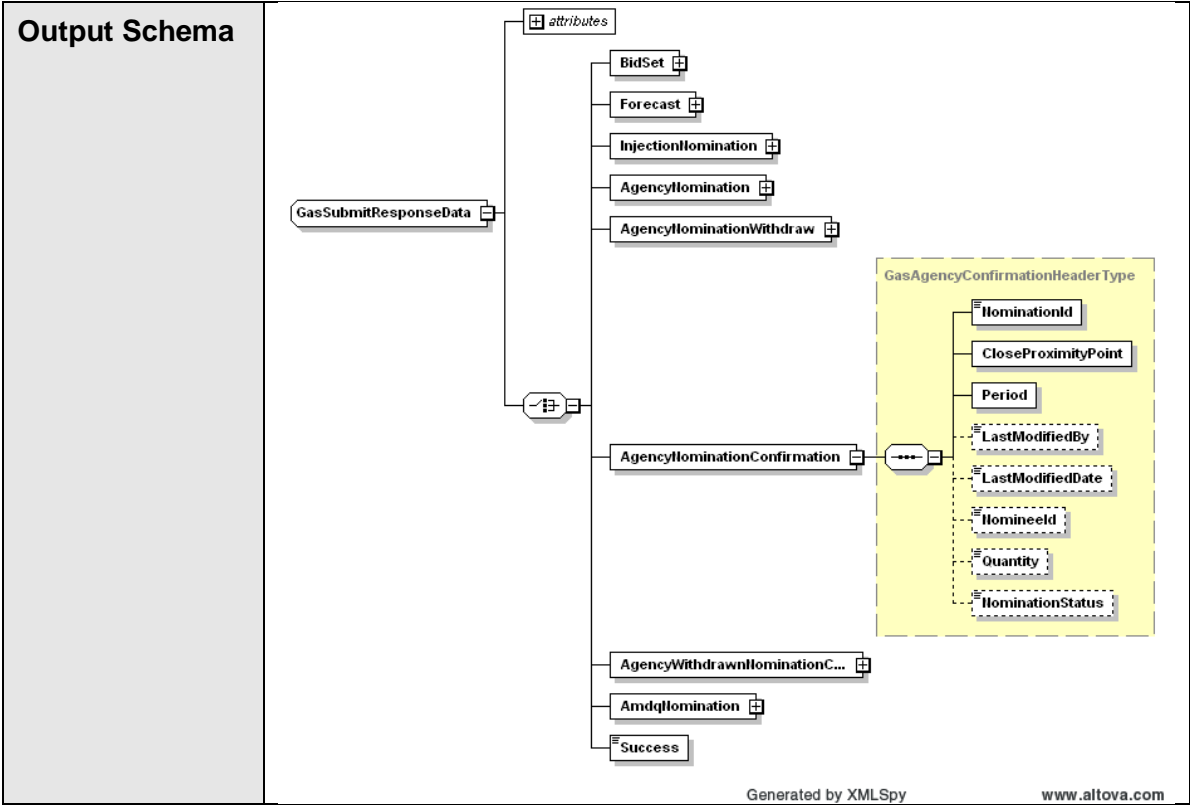 Output Schema
attributes
BidSet
Forecast
InjectionNomination
AgencyNomination
GasSubmitResponseData
AgencyNominationWithdraw
GasAgencyConfirmationHeaderType
NominationId
CloseProximityPoint
Period
LastModifiedBy
AgencyNominationConfirmation
LastModifiedDate
NomineeId
Quantity
NominationStatus
AgencyWithdrawnNominationC...
AmdqNomination
Success
Generated by XMLSpy
www.altova.com